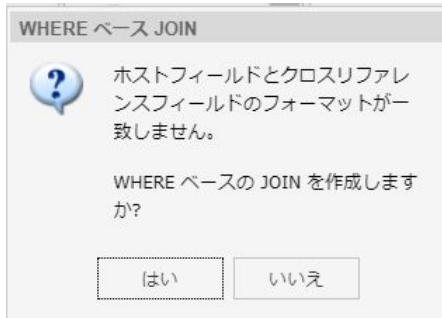 WHERE ベース JOIN
ホストフィールドとクロスリファレ
ンスフィールドのフォーマットが一
致しません。
WHERE ベースの JOIN を作成します
か?
はい
いいえ